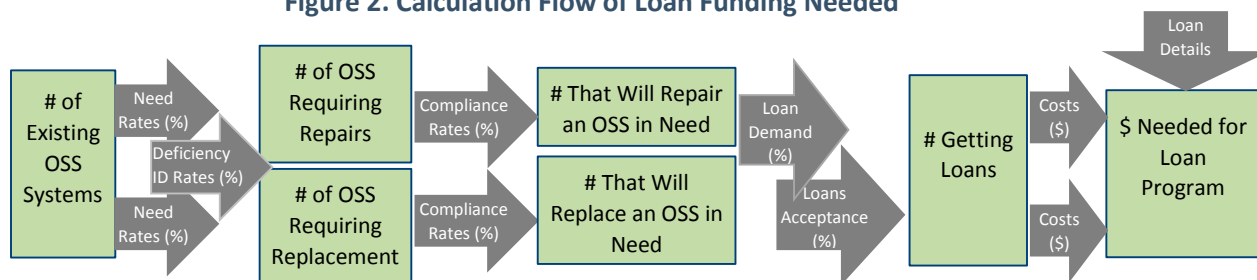 Figure 2. Calculation Flow of Loan Funding Needed
# of
Existing
OSS
Systems
Need
Rates (%)
Deficiency
ID Rates (%)
Need
Rates (%)
# of OSS
Requiring
Repairs
# of OSS
Requiring
Replacement
Compliance
Rates (%)
Compliance
Rates (%)
# That Will Repair
an OSS in Need
# That Will
Replace an OSS in
Need
Loan
Demand
(%)
Loans
Acceptance
(%)
# Getting
Loans
Costs
($)
Costs
($)
Loan
Details
$ Needed for
Loan
Program